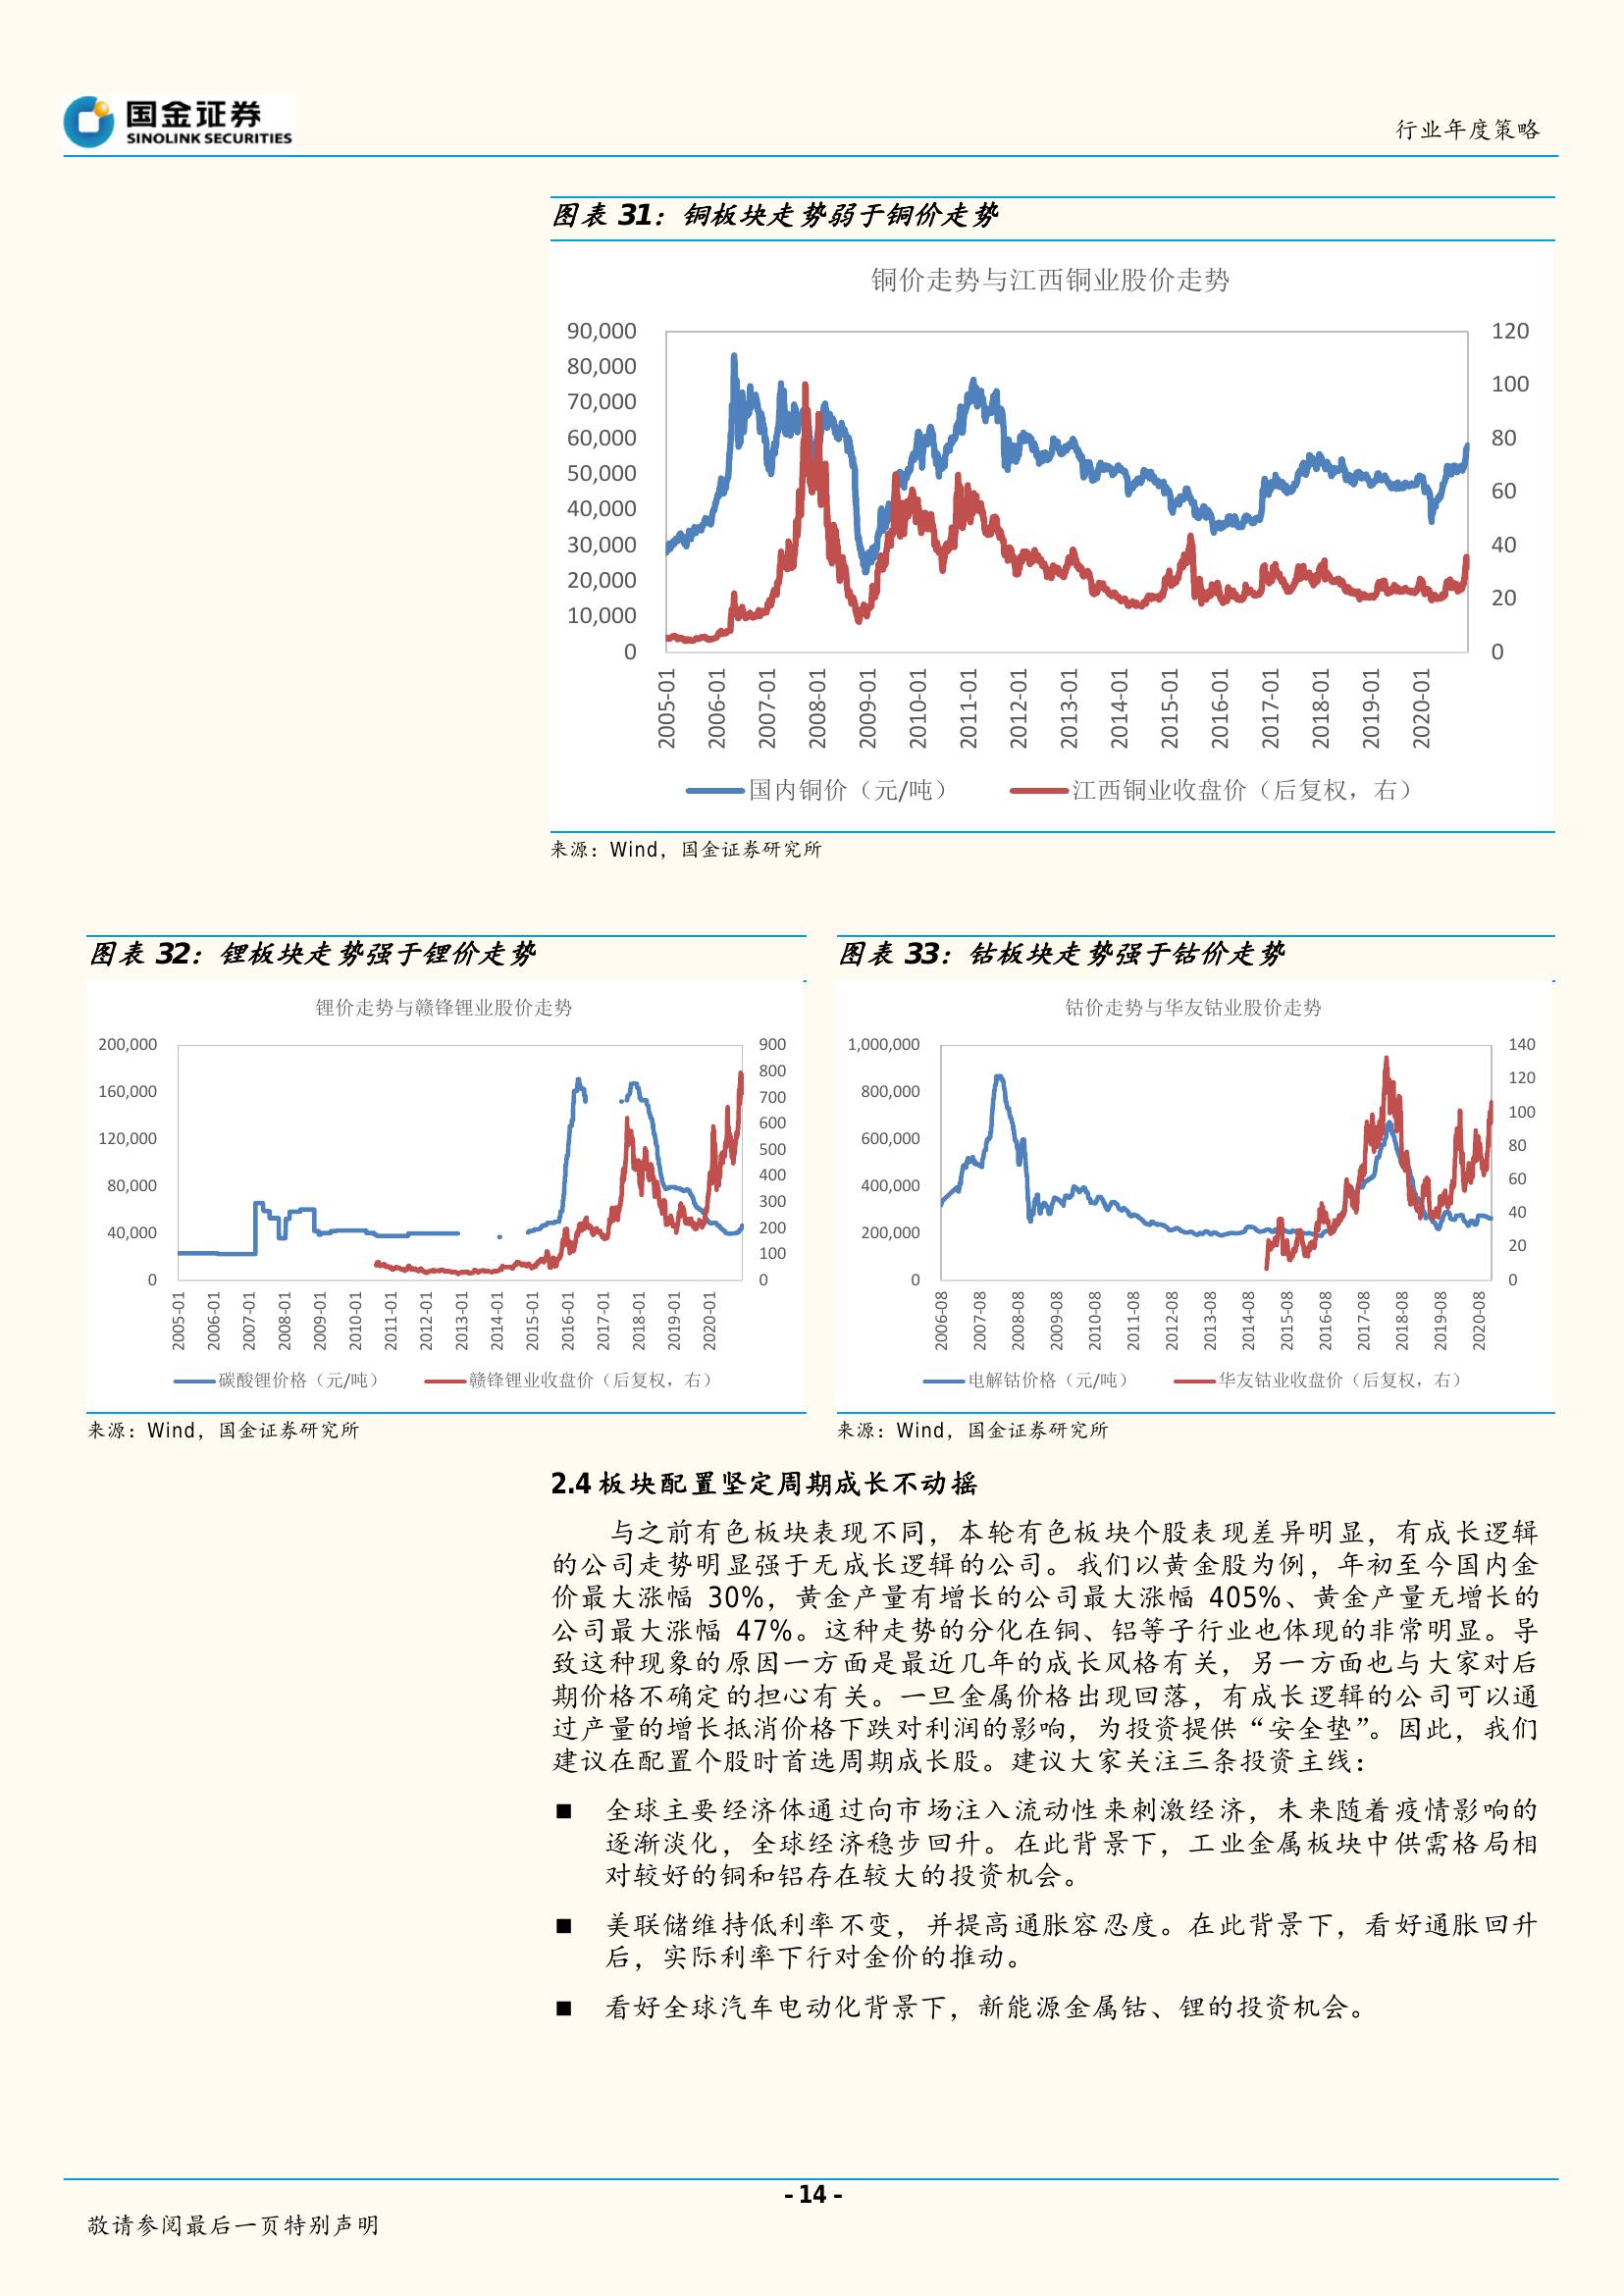 国金证券
SINOLINK SECURITIES
行业年度策略
图表 31：铜板块走势弱于铜价走势
铜价走势与江西铜业股价走势
90,000
80,000
70,000
60,000
50,000
40,000
30,000
20,000
10,000
0
120
100
80
60
40
20
0
2005-01
2006-01
2007-01
2008-01
2009-01
2010-01
2011-01
2012-01
2013-01
2014-01
2015-01
2016-01
2017-01
2018-01
2019-01
2020-01
国内铜价（元/吨）
江西铜业收盘价（后复权，右）
来源：Wind，国金证券研究所
图表 32：锂板块走势强于锂价走势
锂价走势与赣锋锂业股价走势
200,000
160,000
120,000
80,000
40,000
0
900
800
700
600
500
400
300
200
100
0
2005-01
2006-01
2007-01
2008-01
2009-01
2010-01
2011-01
2012-01
2013-01
2014-01
2015-01
2016-01
2017-01
2018-01
2019-01
2020-01
碳酸锂价格（元/吨）
赣锋锂业收盘价（后复权，右）
来源：Wind，国金证券研究所
图表 33：钴板块走势强于钴价走势
钴价走势与华友钴业股价走势
1,000,000
800,000
600,000
400,000
200,000
0
140
120
100
80
60
40
20
0
2006-08
2007-08
2008-08
2009-08
2010-08
2011-08
2012-08
2013-08
2014-08
2015-08
2016-08
2017-08
2018-08
2019-08
2020-08
电解钴价格（元/吨）
华友钴业收盘价（后复权，右）
来源：Wind，国金证券研究所
2.4 板块配置坚定周期成长不动摇
与之前有色板块表现不同，本轮有色板块个股表现差异明显，有成长逻辑
的公司走势明显强于无成长逻辑的公司。我们以黄金股为例，年初至今国内金
价最大涨幅 30%，黄金产量有增长的公司最大涨幅 405%、黄金产量无增长的
公司最大涨幅 47%。这种走势的分化在铜、铝等子行业也体现的非常明显。导
致这种现象的原因一方面是最近几年的成长风格有关，另一方面也与大家对后
期价格不确定的担心有关。一旦金属价格出现回落，有成长逻辑的公司可以通
过产量的增长抵消价格下跌对利润的影响，为投资提供“安全垫”。因此，我们
建议在配置个股时首选周期成长股。建议大家关注三条投资主线：
■ 全球主要经济体通过向市场注入流动性来刺激经济，未来随着疫情影响的
逐渐淡化，全球经济稳步回升。在此背景下，工业金属板块中供需格局相
对较好的铜和铝存在较大的投资机会。
■ 美联储维持低利率不变，并提高通胀容忍度。在此背景下，看好通胀回升
后，实际利率下行对金价的推动。
■ 看好全球汽车电动化背景下，新能源金属钴、锂的投资机会。
- 14 -
敬请参阅最后一页特别声明